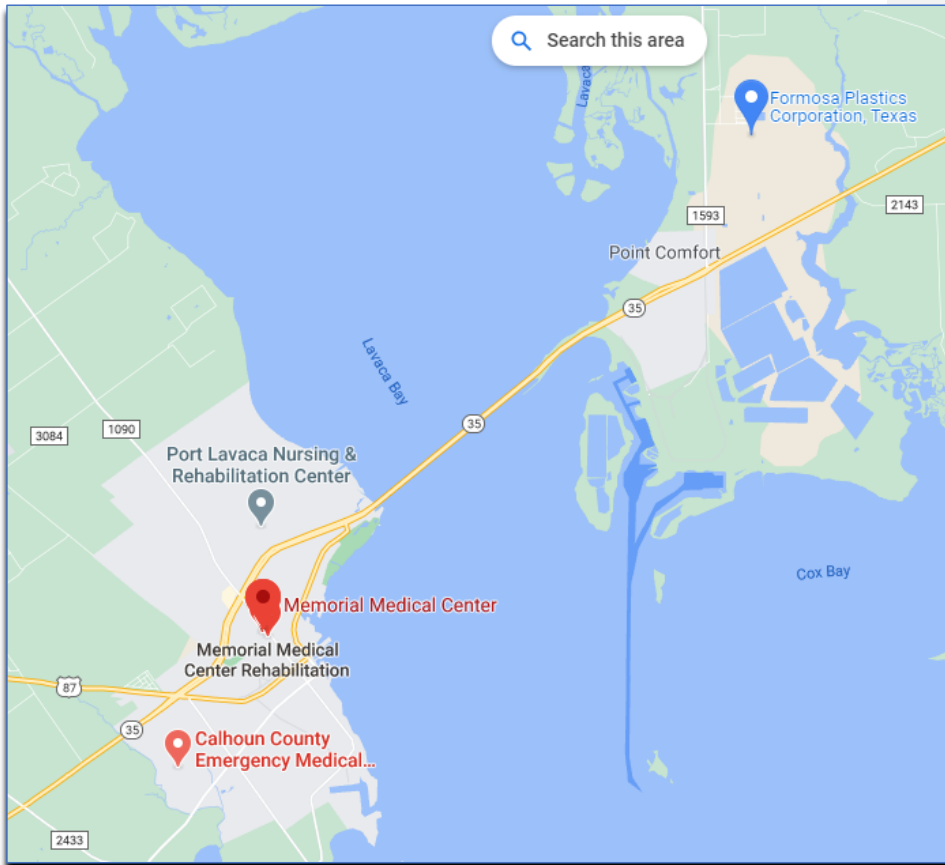 Search this area
Lavaca
Formosa Plastics
Corporation, Texas
2143
1593
Point Comfort
35
Lavaca Bay
35
3084
1090
Port Lavaca Nursing &
Rehabilitation Center
Cox Bay
Memorial Medical Center
Memorial Medical
Center Rehabilitation
87
35
Calhoun County
Emergency Medical...
2433